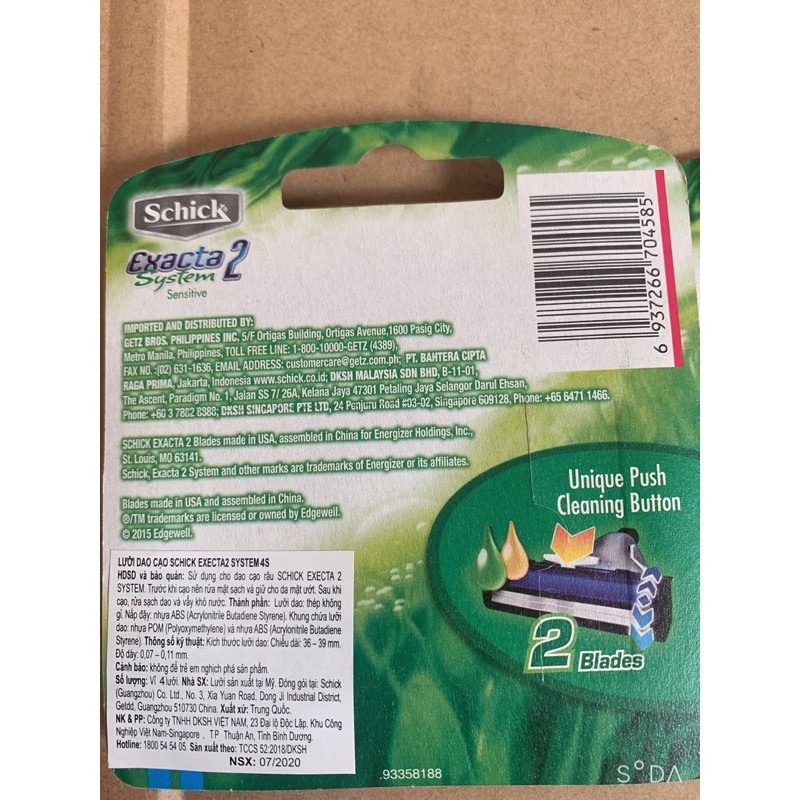 Schick
Exacta 2
System
Sensitive
6 937266 704585
IMPORTED AND DISTRIBUTED BY:
GETZ BROS. PHILIPPINES INC. 5/F Ortigas Building, Ortigas Avenue,1600 Pasig City,
Metro Manila, Philippines, TOLL FREE LINE: 1-800-10000-GETZ (4389),
FAX NO.:(02) 631-1636, EMAIL ADDRESS: customercare@getz.com.ph; PT. BAHTERA CIPTA
RAGA PRIMA, Jakarta, Indonesia www.schick.co.id; DKSH MALAYSIA SDN BHD, B-11-01,
The Ascent, Paradigm No. 1, Jalan SS 7/ 26A, Kelana Jaya 47301 Petaling Jaya Selangor Darul Ehsan,
Phone: +60 3 7882 8888; DKSH SINGAPORE PTE LTD, 24 Penjuru Road #03-02, Singapore 609128, Phone: +65 6471 1466.
SCHICK EXACTA 2 Blades made in USA, assembled in China for Energizer Holdings, Inc.,
St. Louis, MO 63141.
Schick, Exacta 2 System and other marks are trademarks of Energizer or its affiliates.
Blades made in USA and assembled in China.
®/TM trademarks are licensed or owned by Edgewell.
© 2015 Edgewell.
Unique Push
Cleaning Button
2 Blades
LƯỠI DAO CẠO SCHICK EXECTA2 SYSTEM 4S
HDSD và bảo quản: Sử dụng cho dao cạo râu SCHICK EXECTA 2
SYSTEM. Trước khi cạo nên rửa mặt sạch và giữ cho da mặt ướt. Sau khi
cạo, rửa sạch dao và vẩy khô nước. Thành phần: Lưỡi dao: thép không
gỉ. Nắp đậy: nhựa ABS (Acrylonitrile Butadiene Styrene). Khung chứa lưỡi
dao: nhựa POM (Polyoxymethylene) và nhựa ABS (Acrylonitrile Butadiene
Styrene). Thông số kỹ thuật: Kích thước lưỡi dao: Chiều dài: 36 – 39 mm.
Độ dày: 0,07 – 0,11 mm.
Cảnh báo: không để trẻ em nghịch phá sản phẩm.
Số lượng: Vỉ 4 lưỡi. Nhà SX: Lưỡi sản xuất tại Mỹ. Đóng gói tại: Schick
(Guangzhou) Co. Ltd., No. 3, Xia Yuan Road, Dong Ji Industrial District,
Getdd, Guangzhou 510730 China. Xuất xứ: Trung Quốc.
NK & PP: Công ty TNHH DKSH VIỆT NAM, 23 Đại lộ Độc Lập, Khu Công
Nghiệp Việt Nam-Singapore , TP Thuận An, Tỉnh Bình Dương.
Hotline: 1800 54 54 05. Sản xuất theo: TCCS 52:2018/DKSH
NSX: 07/2020
.93358188
S°DA